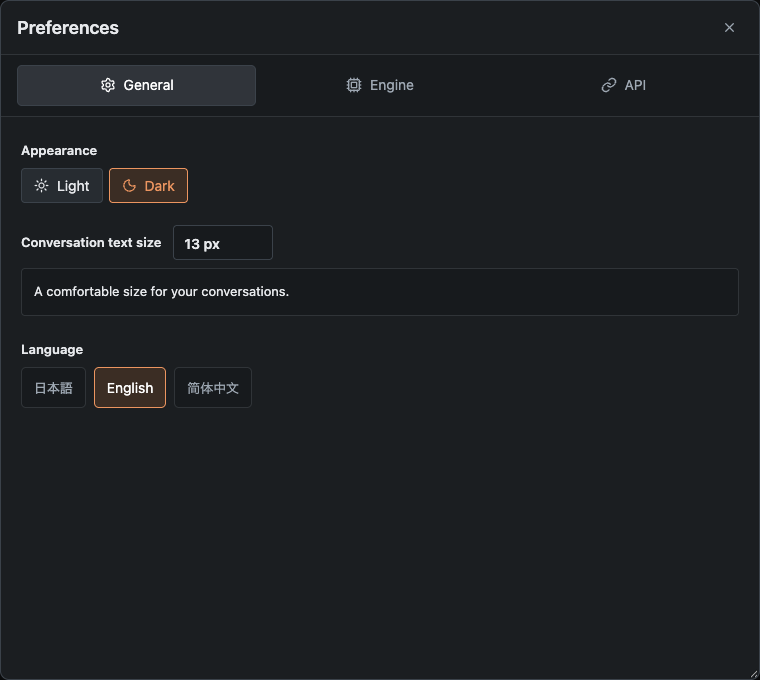 Preferences
General
Engine
API
Appearance
Light
Dark
Conversation text size
13 px
A comfortable size for your conversations.
Language
日本語
English
简体中文